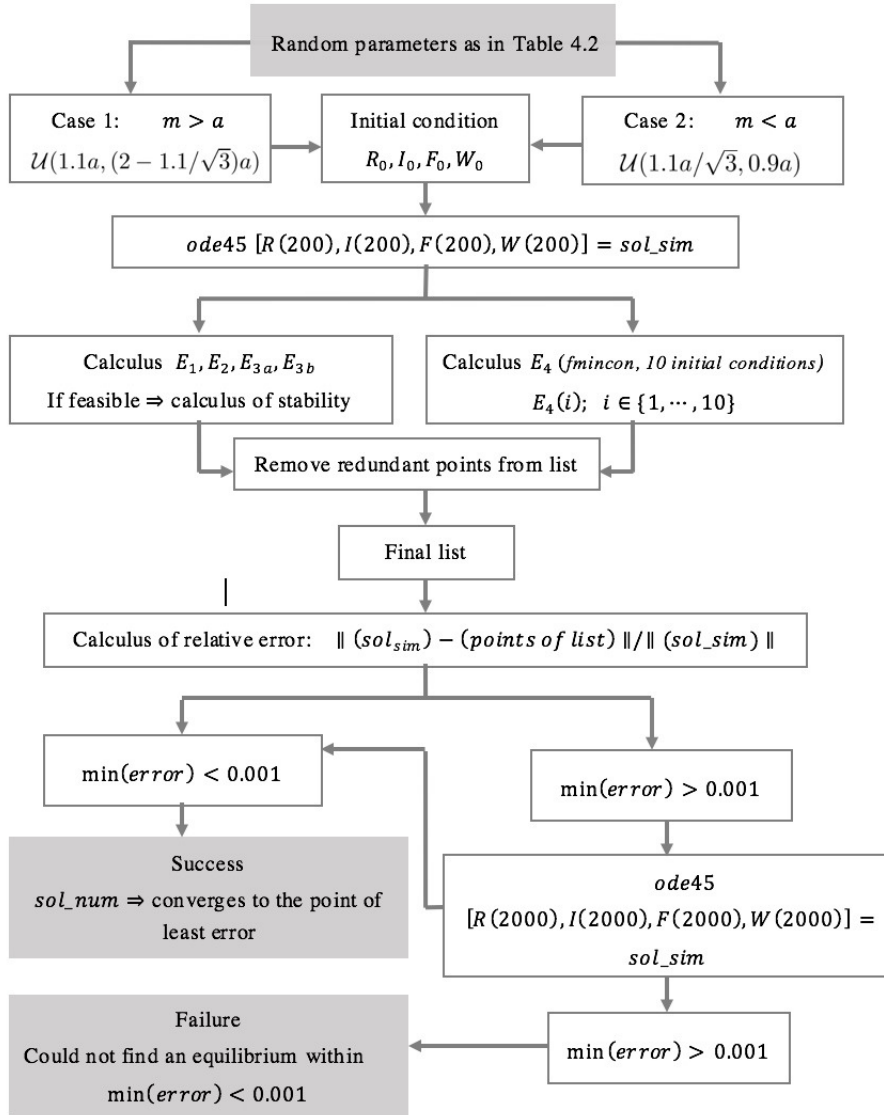 Random parameters as in Table 4.2
Case 1: m > a
𝒰(1.1a, (2 − 1.1/√3)a)
Initial condition
R₀, I₀, F₀, W₀
Case 2: m < a
𝒰(1.1a/√3, 0.9a)
ode45 [R(200), I(200), F(200), W(200)] = sol_sim
Calculus E₁, E₂, E₃ₐ, E₃b
If feasible ⇒ calculus of stability
Calculus E₄ (fmincon, 10 initial conditions)
E₄(i); i ∈ {1, ⋯, 10}
Remove redundant points from list
Final list
Calculus of relative error: ‖ (sol_sim) − (points of list) ‖/‖ (sol_sim) ‖
min(error) < 0.001
min(error) > 0.001
Success
sol_num ⇒ converges to the point of
least error
ode45
[R(2000), I(2000), F(2000), W(2000)] =
sol_sim
Failure
Could not find an equilibrium within
min(error) < 0.001
min(error) > 0.001